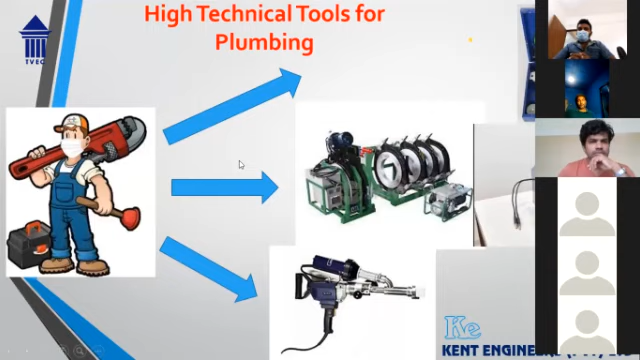 High Technical Tools for
Plumbing
TVEC
Ke
KENT ENGINEE